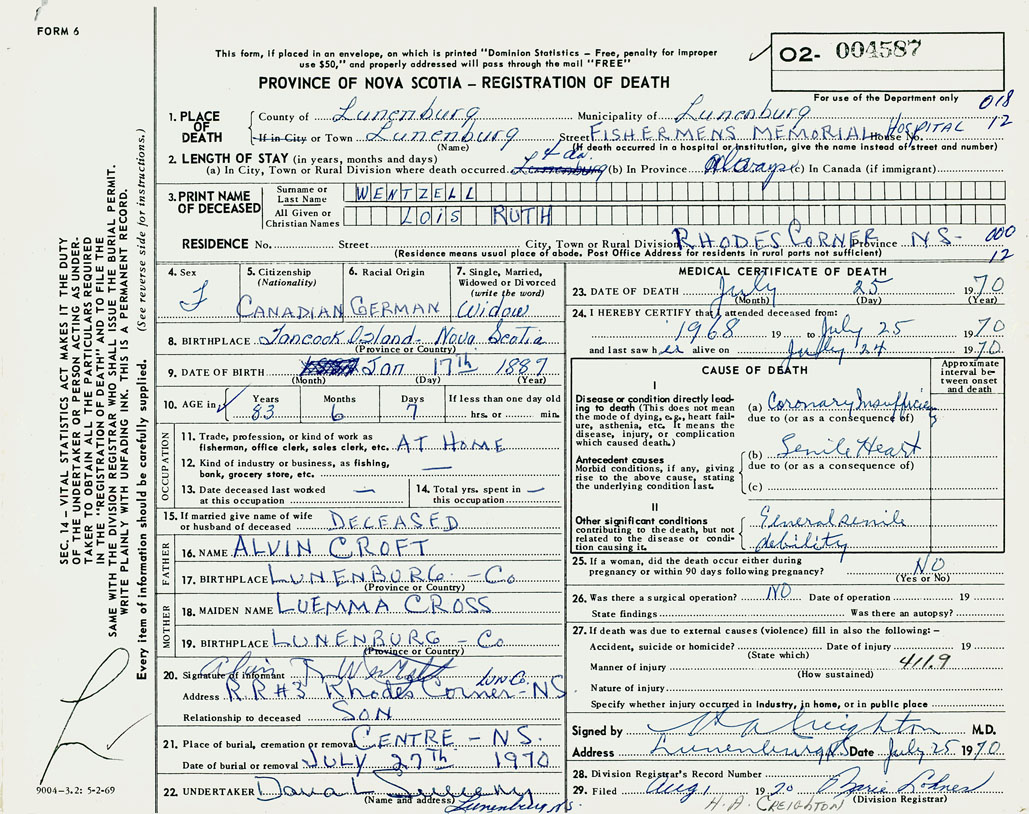 FORM 6
This form, if placed in an envelope, on which is printed "Dominion Statistics – Free, penalty for improper
use $50," and properly addressed will pass through the mail "FREE"
PROVINCE OF NOVA SCOTIA – REGISTRATION OF DEATH
O2- 004587
For use of the Department only
018
12
1. PLACE OF DEATH
County of Lunenburg Municipality of Lunenburg
If in City or Town Lunenburg Street FISHERMENS MEMORIAL House No. HOSPITAL
(Name) (If death occurred in a hospital or institution, give the name instead of street and number)
2. LENGTH OF STAY (in years, months and days)
(a) In City, Town or Rural Division where death occurred 4 da. Lunenburg (b) In Province Always (c) In Canada (if immigrant)
3. PRINT NAME OF DECEASED
Surname or Last Name WENTZELL
All Given or Christian Names LOIS RUTH
RESIDENCE No. Street City, Town or Rural Division RHODES CORNER Province NS- 000
(Residence means usual place of abode. Post Office Address for residents in rural parts not sufficient) 12
4. Sex F
5. Citizenship (Nationality) CANADIAN
6. Racial Origin GERMAN
7. Single, Married, Widowed or Divorced (write the word) Widow
8. BIRTHPLACE Tancook Island- Nova Scotia
(Province or Country)
9. DATE OF BIRTH Jan 17th 1887
(Month) (Day) (Year)
10. AGE in Years 83 Months 6 Days 7 If less than one day old hrs. or min.
OCCUPATION
11. Trade, profession, or kind of work as
fisherman, office clerk, sales clerk, etc. AT HOME
12. Kind of industry or business, as fishing,
bank, grocery store, etc. —
13. Date deceased last worked
at this occupation —
14. Total yrs. spent in
this occupation —
15. If married give name of wife
or husband of deceased DECEASED
FATHER
16. NAME ALVIN CROFT
17. BIRTHPLACE LUNENBURG - Co
(Province or Country)
MOTHER
18. MAIDEN NAME LUEMMA CROSS
19. BIRTHPLACE LUNENBURG - Co
(Province or Country)
20. Signature of informant
Address RR#3 Rhodes Corner-NS LUN Co.
Relationship to deceased SON
21. Place of burial, cremation or removal CENTRE - NS.
Date of burial or removal JULY 27th 1970
22. UNDERTAKER Dana L Sweeny
(Name and address) Lunenburg, NS.
MEDICAL CERTIFICATE OF DEATH
23. DATE OF DEATH July 25 1970
(Month) (Day) (Year)
24. I HEREBY CERTIFY that I attended deceased from:
1968 19 to July 25 1970
and last saw her alive on July 24 1970
CAUSE OF DEATH
Approximate interval between onset and death
I
Disease or condition directly leading to death (This does not mean the mode of dying, e.g., heart failure, asthenia, etc. It means the disease, injury, or complication which caused death.)
(a) Coronary Insufficiency
due to (or as a consequence of)
Antecedent causes
Morbid conditions, if any, giving rise to the above cause, stating the underlying condition last.
(b) Senile Heart
due to (or as a consequence of)
(c)
II
Other significant conditions
contributing to the death, but not related to the disease or condition causing it.
General senile
debility
25. If a woman, did the death occur either during
pregnancy or within 90 days following pregnancy? NO
(Yes or No)
26. Was there a surgical operation? NO Date of operation 19
State findings Was there an autopsy?
27. If death was due to external causes (violence) fill in also the following: –
Accident, suicide or homicide? Date of injury 19
(State which)
Manner of injury 411.9
(How sustained)
Nature of injury
Specify whether injury occurred in industry, in home, or in public place
Signed by H A Creighton M.D.
Address Lunenburg NS Date July 25 1970
28. Division Registrar's Record Number
29. Filed Aug 1 1970
(Division Registrar)
H. A. CREIGHTON
SEC. 14 – VITAL STATISTICS ACT MAKES IT THE DUTY
OF THE UNDERTAKER OR PERSON ACTING AS UNDER-
TAKER TO OBTAIN ALL THE PARTICULARS REQUIRED
IN THE "REGISTRATION OF DEATH" AND TO FILE THE
SAME WITH THE DIVISION REGISTRAR WHO SHALL ISSUE THE BURIAL PERMIT.
WRITE PLAINLY WITH UNFADING INK. THIS IS A PERMANENT RECORD.
Every item of information should be carefully supplied. (See reverse side for instructions.)
9004-3.2: 5-2-69